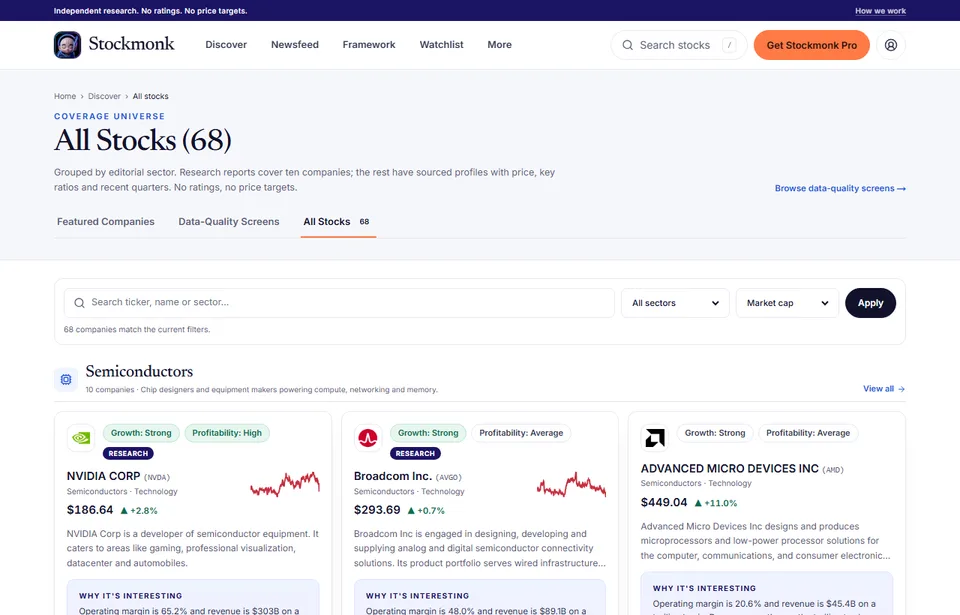 Independent research. No ratings. No price targets.
How we work
Stockmonk
Discover
Newsfeed
Framework
Watchlist
More
Search stocks /
Get Stockmonk Pro
Home › Discover › All stocks
COVERAGE UNIVERSE
All Stocks (68)
Grouped by editorial sector. Research reports cover ten companies; the rest have sourced profiles with price, key
ratios and recent quarters. No ratings, no price targets.
Browse data-quality screens →
Featured Companies
Data-Quality Screens
All Stocks 68
Search ticker, name or sector...
All sectors
Market cap
Apply
68 companies match the current filters.
Semiconductors
10 companies · Chip designers and equipment makers powering compute, networking and memory.
View all →
Growth: Strong
Profitability: High
RESEARCH
NVIDIA CORP (NVDA)
Semiconductors · Technology
$186.64 ▲ +2.8%
NVIDIA Corp is a developer of semiconductor equipment. It
caters to areas like gaming, professional visualization,
datacenter and automobiles.
WHY IT'S INTERESTING
Operating margin is 65.2% and revenue is $303B on a
Growth: Strong
Profitability: Average
RESEARCH
Broadcom Inc. (AVGO)
Semiconductors · Technology
$293.69 ▲ +0.7%
Broadcom Inc is engaged in designing, developing and
supplying analog and digital semiconductor connectivity
solutions. Its product portfolio serves wired infrastructure...
WHY IT'S INTERESTING
Operating margin is 48.0% and revenue is $89.1B on a
Growth: Strong
Profitability: Average
ADVANCED MICRO DEVICES INC (AMD)
Semiconductors · Technology
$449.04 ▲ +11.0%
Advanced Micro Devices Inc designs and produces
microprocessors and low-power processor solutions for
the computer, communications, and consumer electronic...
WHY IT'S INTERESTING
Operating margin is 20.6% and revenue is $45.4B on a